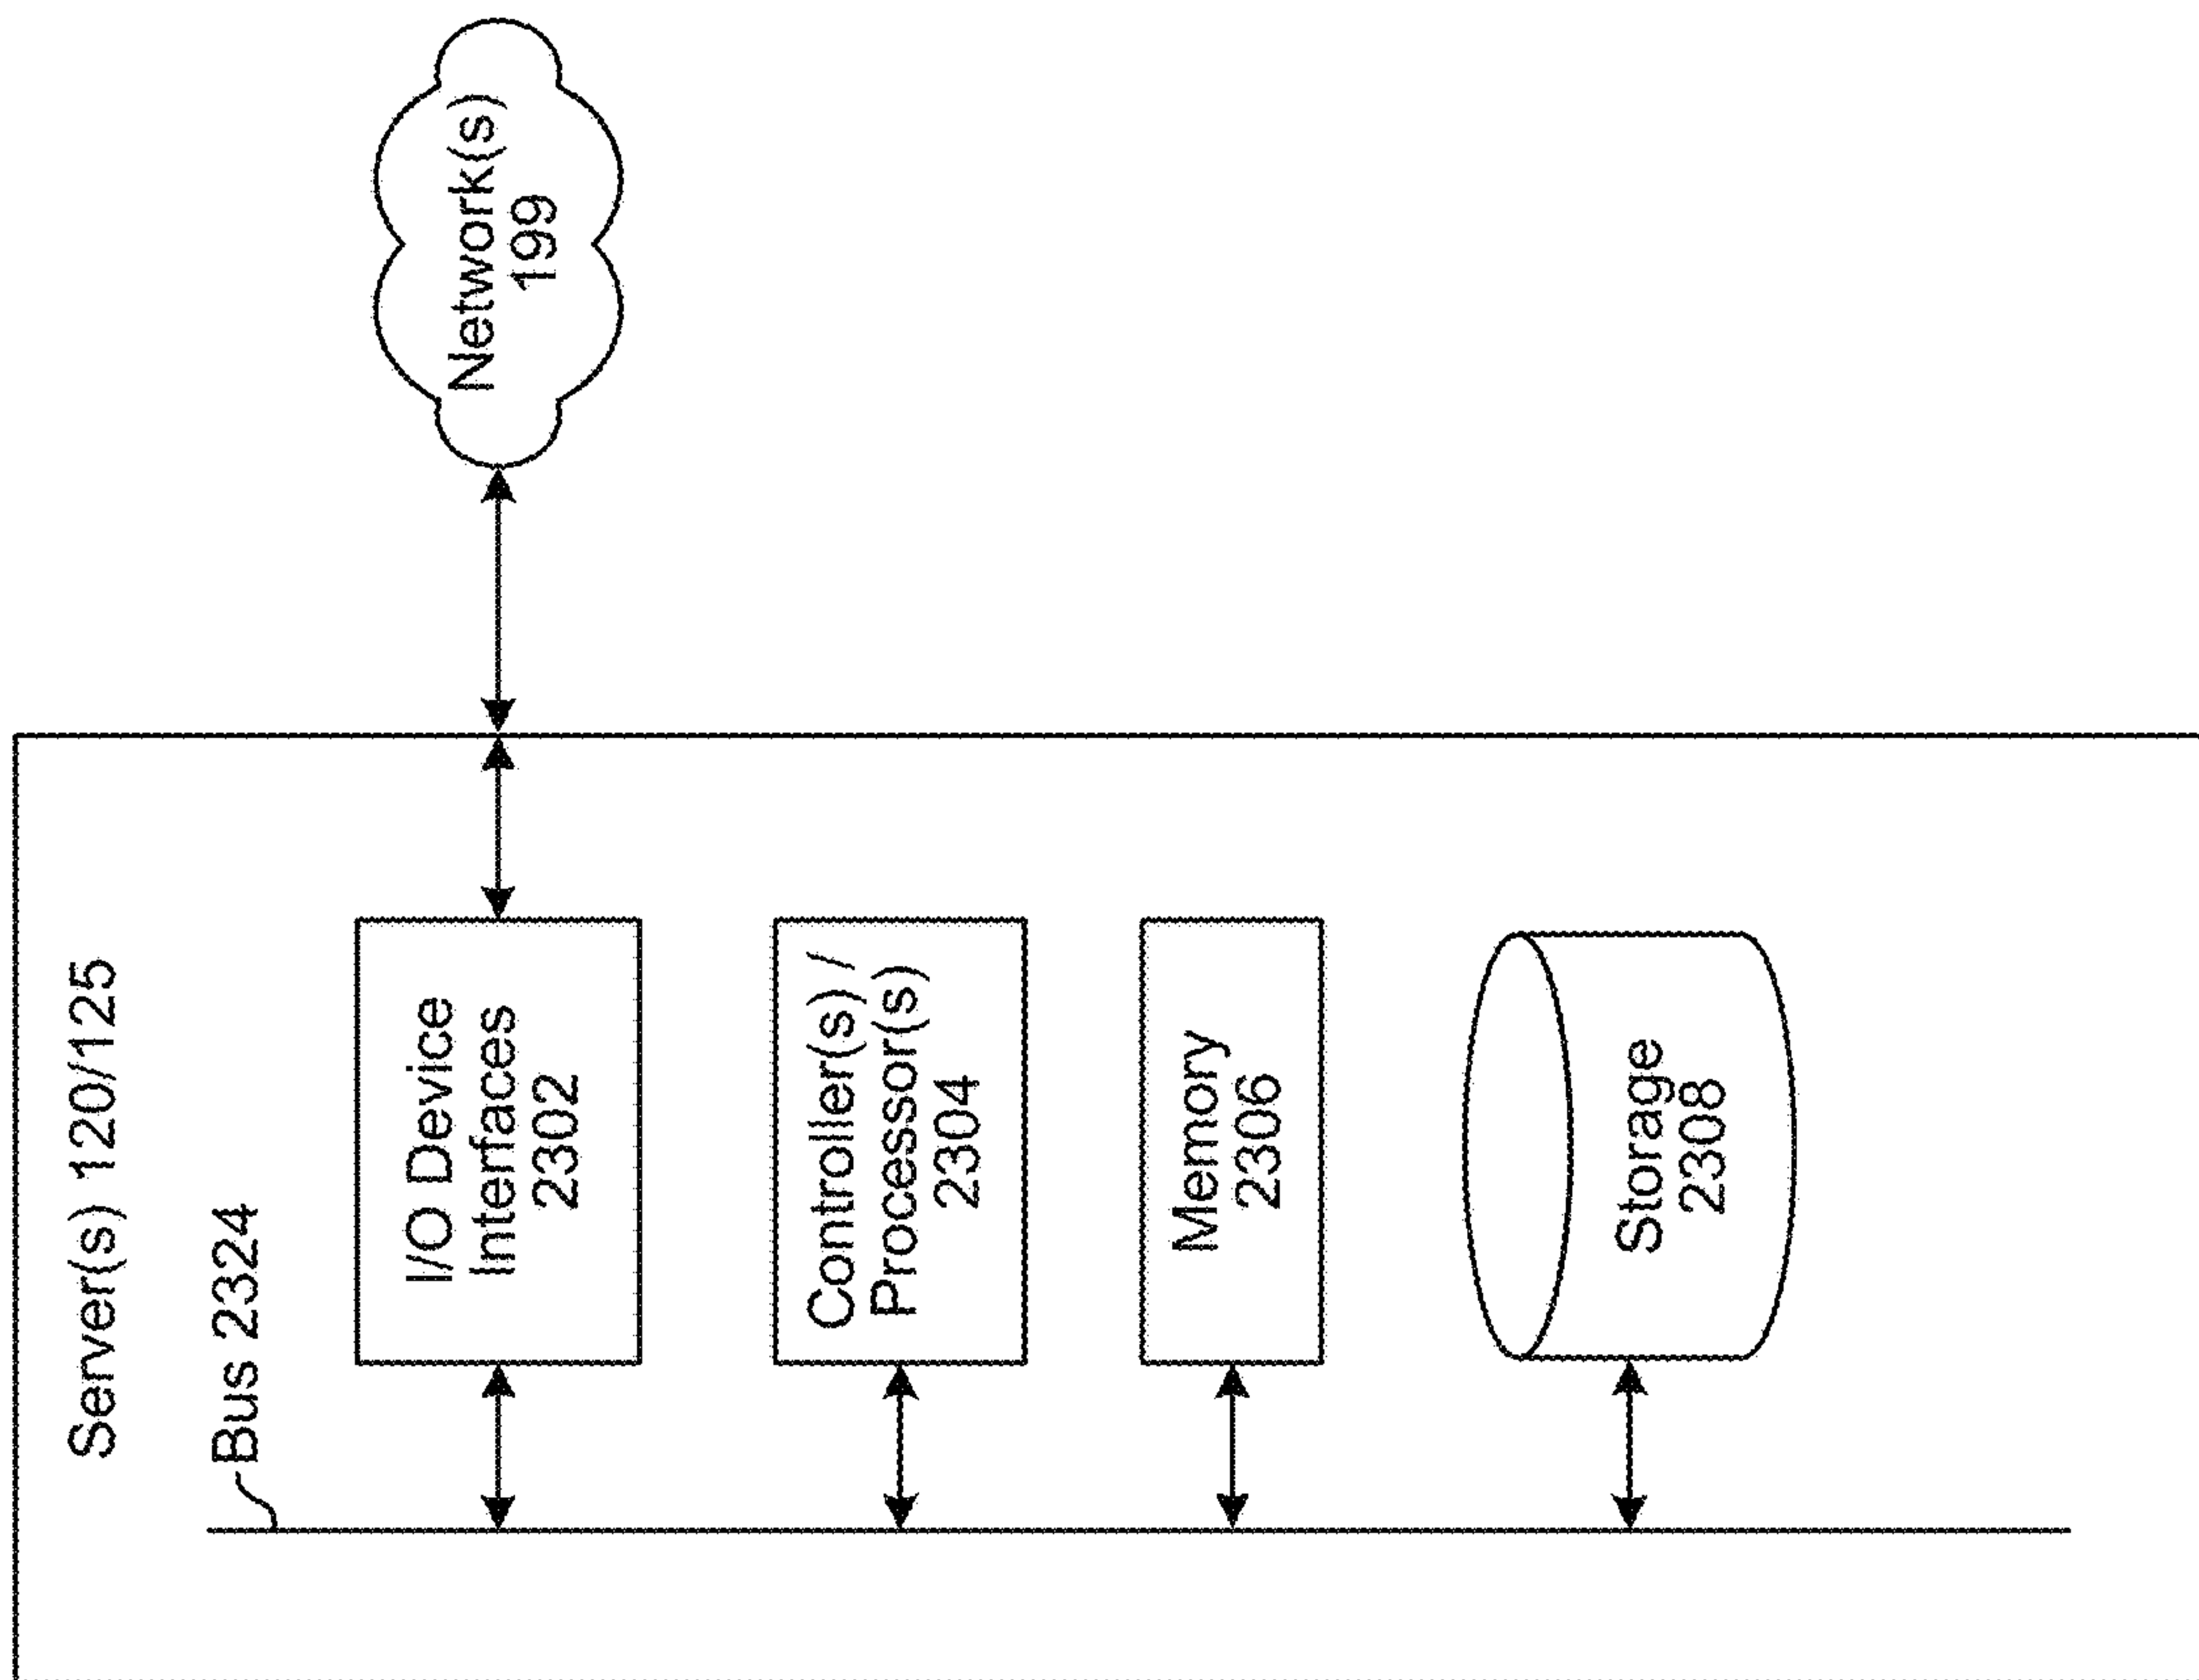 Server(s) 120/125
Bus 2324
I/O Device
Interfaces
2302
Network(s)
199
Controller(s) /
Processor(s)
2304
Memory
2306
Storage
2308